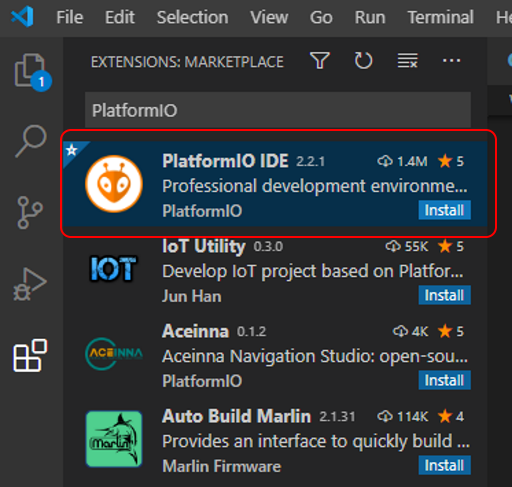 File Edit Selection View Go Run Terminal He
EXTENSIONS: MARKETPLACE
1
PlatformIO
PlatformIO IDE 2.2.1 1.4M 5
Professional development environme...
PlatformIO Install
IoT Utility 0.3.0 55K 5
IOT
Develop IoT project based on Platfor...
Jun Han Install
Aceinna 0.1.2 4K 5
ACEINNA
Aceinna Navigation Studio: open-sou...
PlatformIO Install
Auto Build Marlin 2.1.31 114K 4
Marlin
Provides an interface to quickly build ...
Marlin Firmware Install